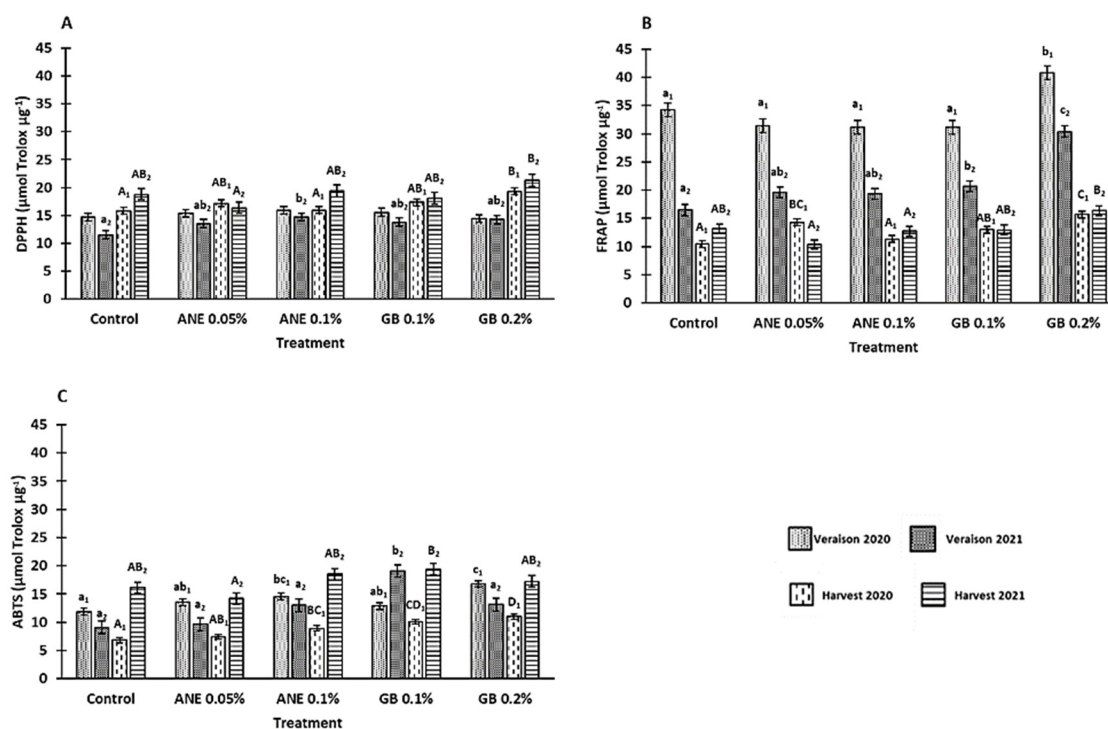 A
DPPH (µmol Trolox µg⁻¹)
45
40
35
30
25
20
15
10
5
0
a₂ A₁ AB₂
ab₂ AB₁ A₂
b₂ A₁ AB₂
ab₂ AB₁ AB₂
ab₂ B₁ B₂
Control ANE 0.05% ANE 0.1% GB 0.1% GB 0.2%
Treatment
B
FRAP (µmol Trolox µg⁻¹)
45
40
35
30
25
20
15
10
5
0
a₁ a₂ A₁ AB₂
a₁ ab₂ BC₁ A₂
a₁ ab₂ A₁ A₂
a₁ b₂ AB₁ AB₂
b₁ c₂ C₁ B₂
Control ANE 0.05% ANE 0.1% GB 0.1% GB 0.2%
Treatment
C
ABTS (µmol Trolox µg⁻¹)
45
40
35
30
25
20
15
10
5
0
a₁ a₂ A₁ AB₂
ab₁ a₂ AB₁ A₂
bc₁ a₂ BC₁ AB₂
ab₁ b₂ CD₁ B₂
c₁ a₂ D₁ AB₂
Control ANE 0.05% ANE 0.1% GB 0.1% GB 0.2%
Treatment
Veraison 2020 Veraison 2021
Harvest 2020 Harvest 2021